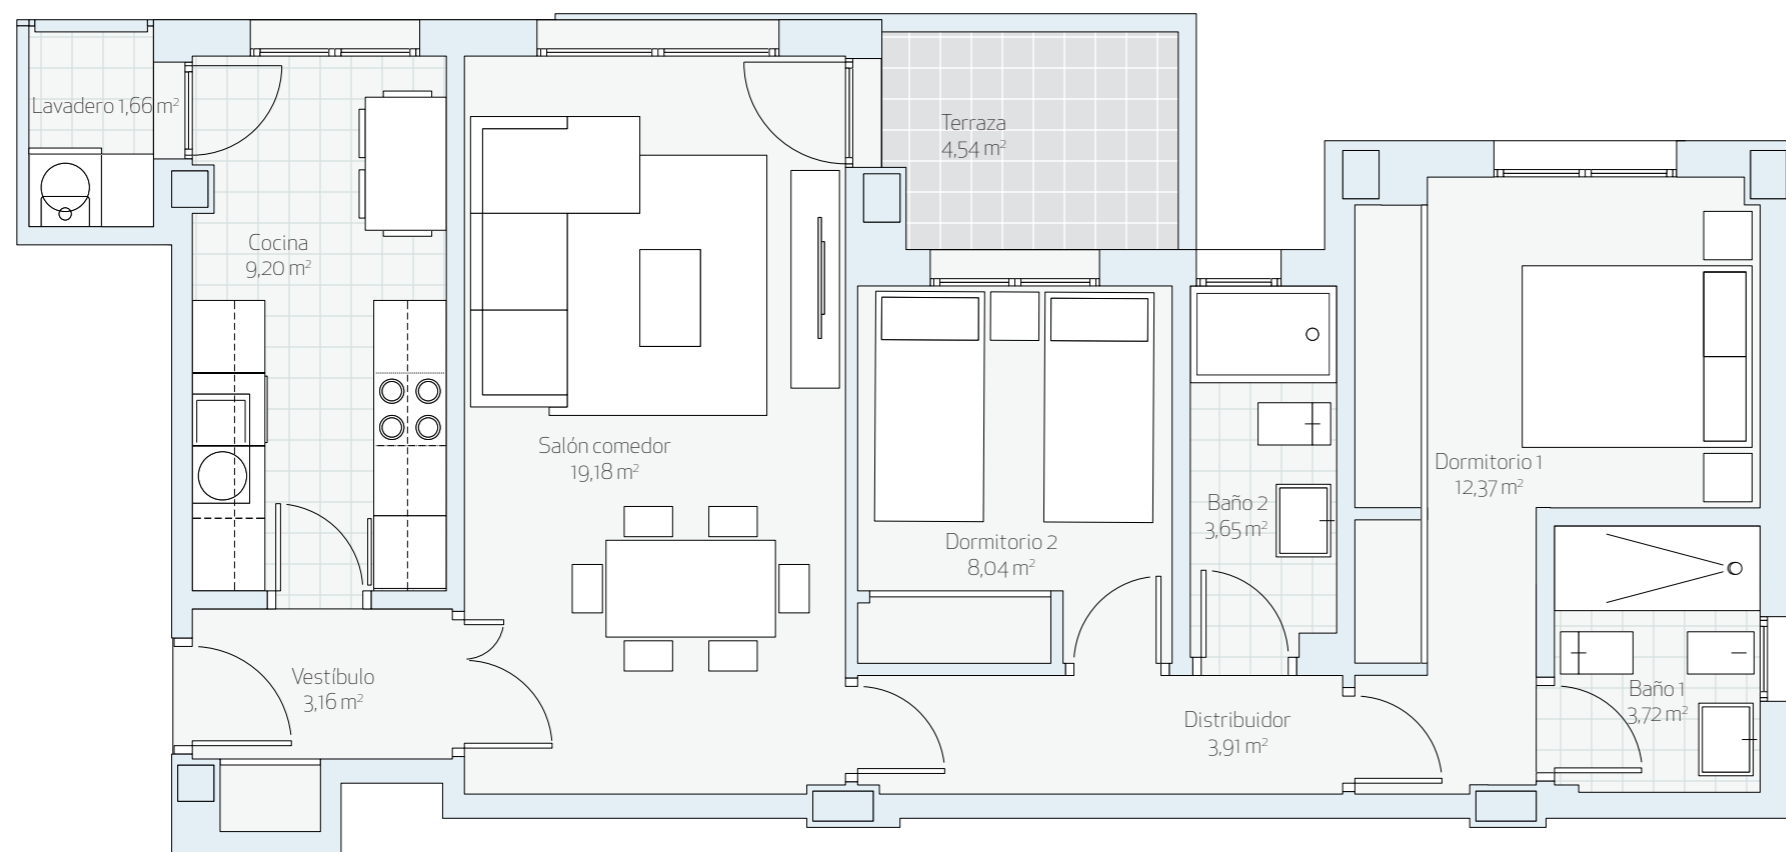 Lavadero 1,66 m²
Terraza
4,54 m²
Cocina
9,20 m²
Salón comedor
19,18 m²
Dormitorio 1
12,37 m²
Baño 2
3,65 m²
Dormitorio 2
8,04 m²
Vestíbulo
3,16 m²
Baño 1
3,72 m²
Distribuidor
3,91 m²